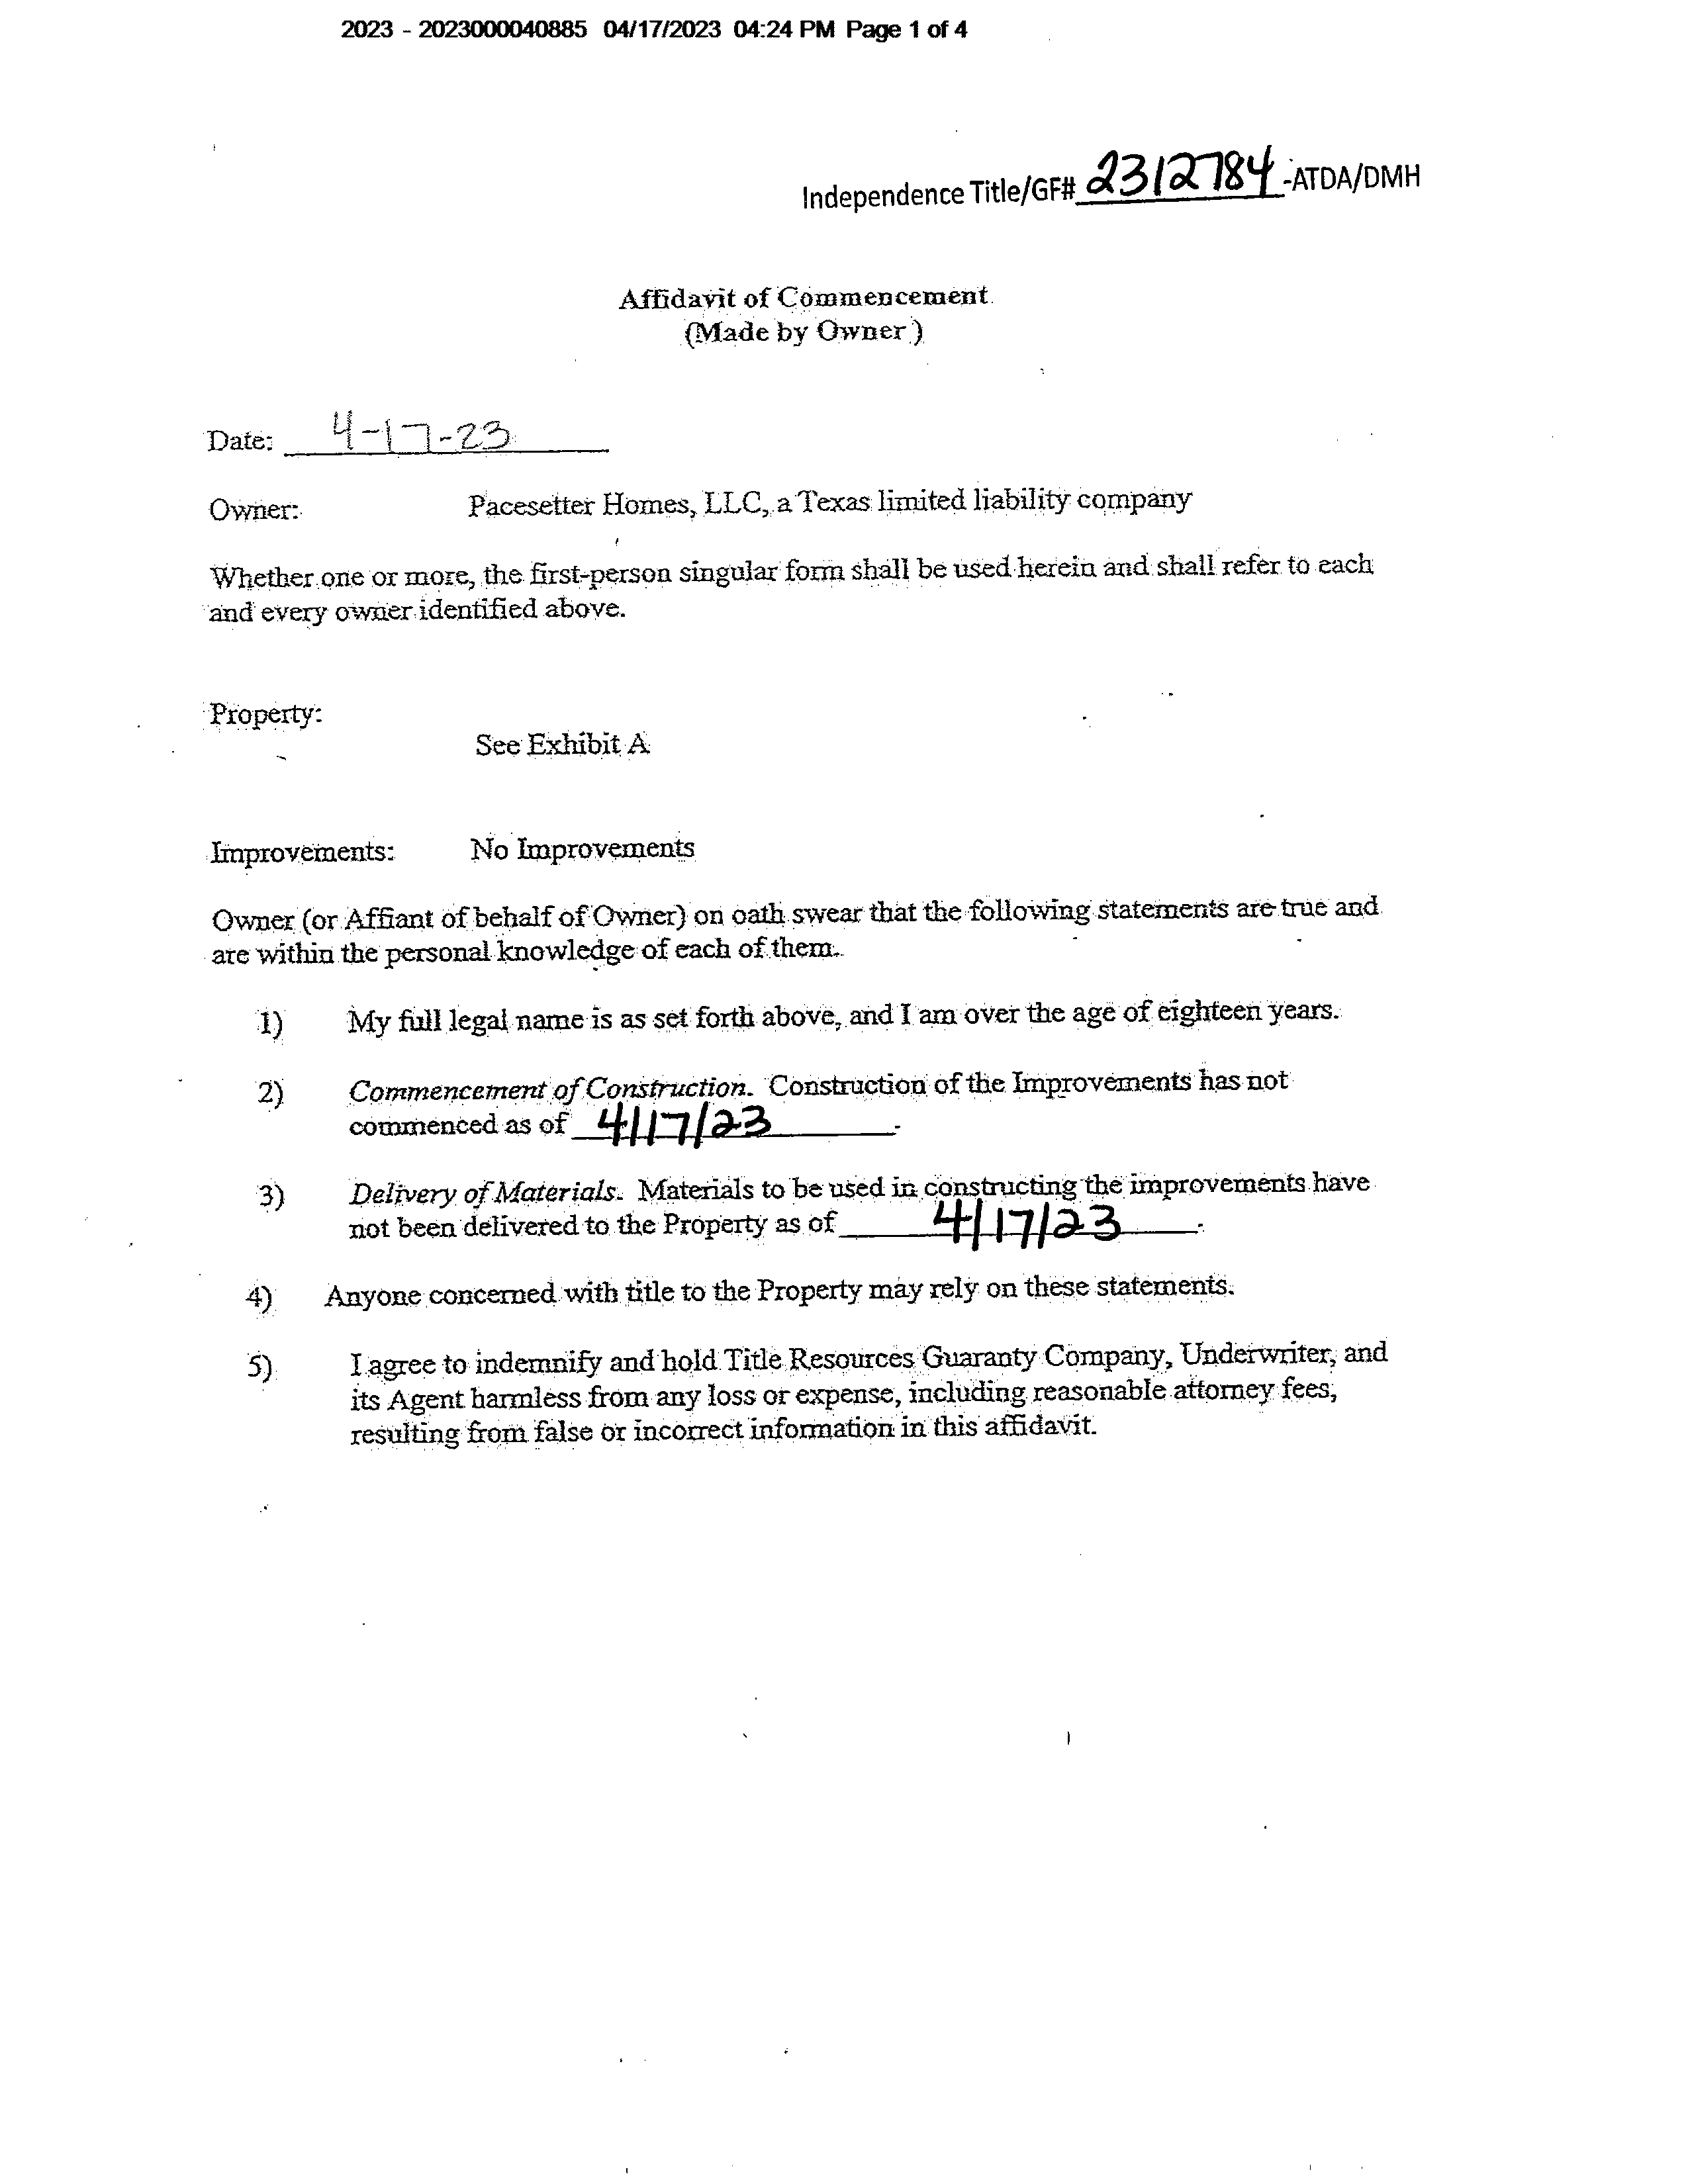 2023 - 2023000040885 04/17/2023 04:24 PM Page 1 of 4
Independence Title/GF# 2312784 -ATDA/DMH
Affidavit of Commencement
(Made by Owner)
Date: 4-17-23
Owner: Pacesetter Homes, LLC, a Texas limited liability company
Whether one or more, the first-person singular form shall be used herein and shall refer to each
and every owner identified above.
Property:
See Exhibit A
Improvements: No Improvements
Owner (or Affiant of behalf of Owner) on oath swear that the following statements are true and
are within the personal knowledge of each of them.
1) My full legal name is as set forth above, and I am over the age of eighteen years.
2) Commencement of Construction. Construction of the Improvements has not
commenced as of 4/17/23.
3) Delivery of Materials. Materials to be used in constructing the improvements have
not been delivered to the Property as of 4/17/23.
4) Anyone concerned with title to the Property may rely on these statements.
5) I agree to indemnify and hold Title Resources Guaranty Company, Underwriter, and
its Agent harmless from any loss or expense, including reasonable attorney fees,
resulting from false or incorrect information in this affidavit.